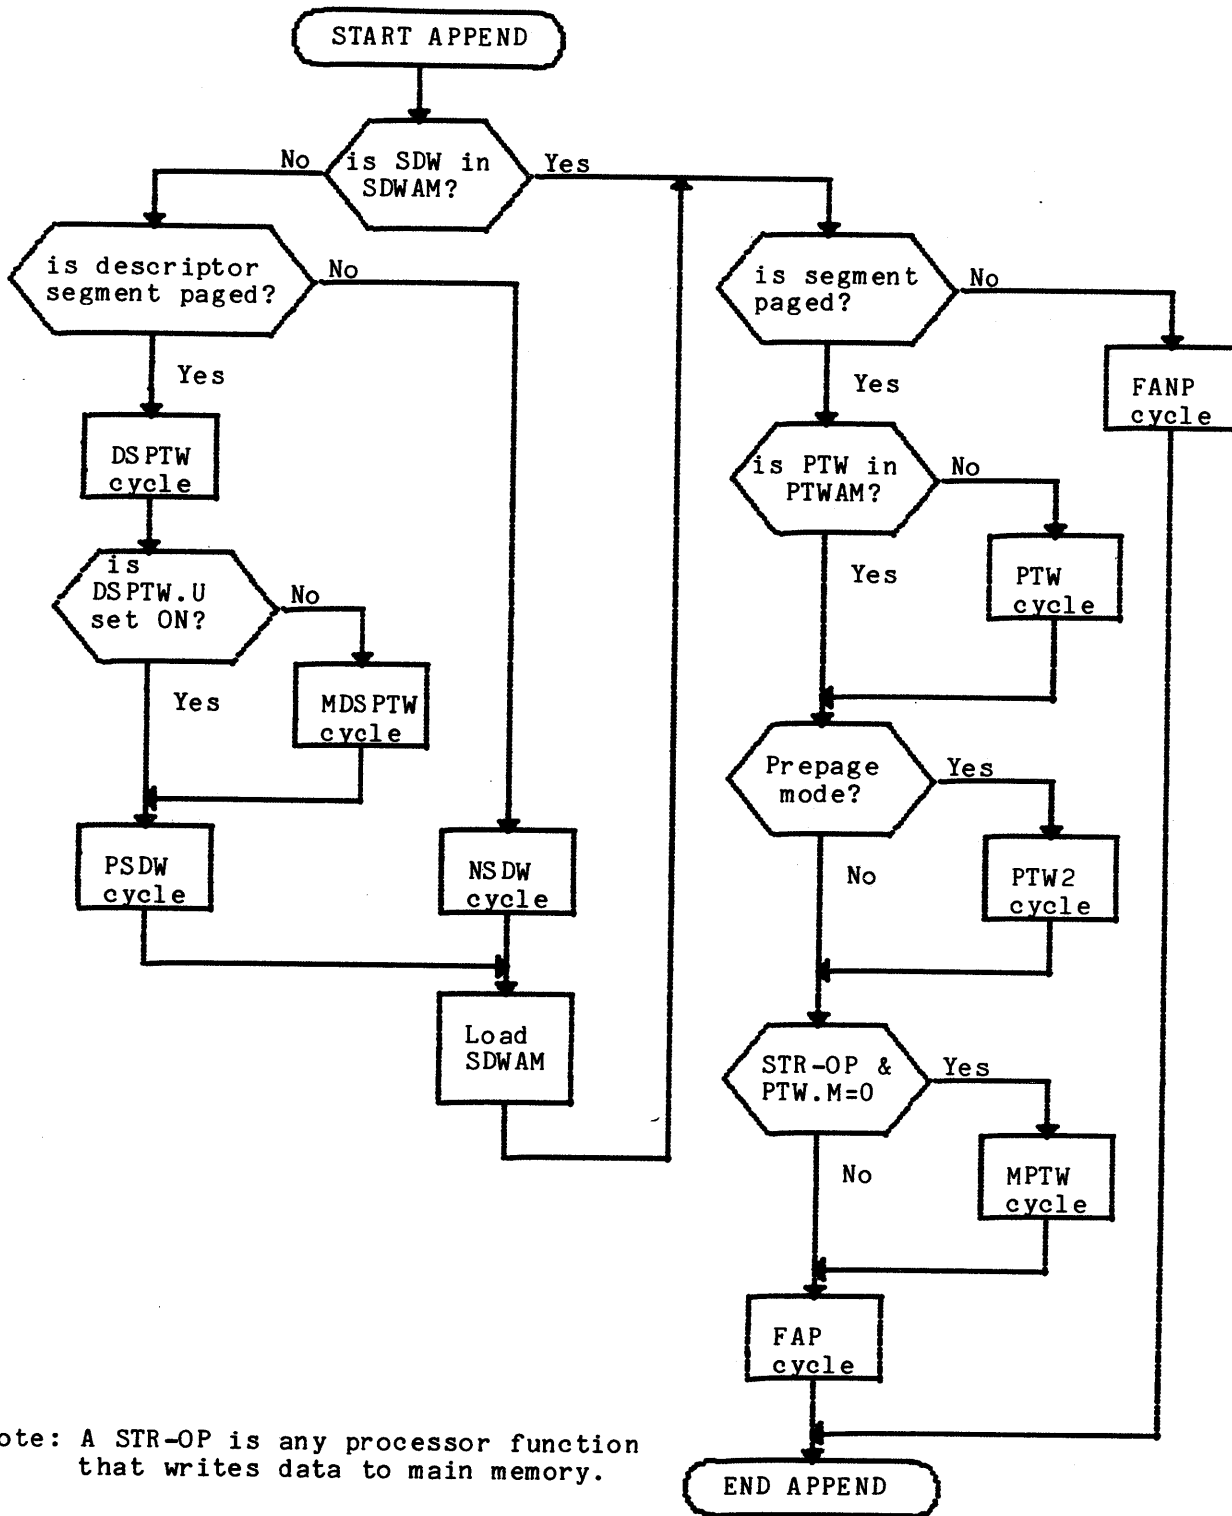 START APPEND
is SDW in
SDWAM?
No
Yes
is descriptor
segment paged?
No
Yes
DSPTW
cycle
is
DSPTW.U
set ON?
No
Yes
MDSPTW
cycle
PSDW
cycle
NSDW
cycle
Load
SDWAM
is segment
paged?
No
Yes
FANP
cycle
is PTW in
PTWAM?
No
Yes
PTW
cycle
Prepage
mode?
Yes
No
PTW2
cycle
STR-OP &
PTW.M=0
Yes
No
MPTW
cycle
FAP
cycle
ote: A STR-OP is any processor function
that writes data to main memory.
END APPEND